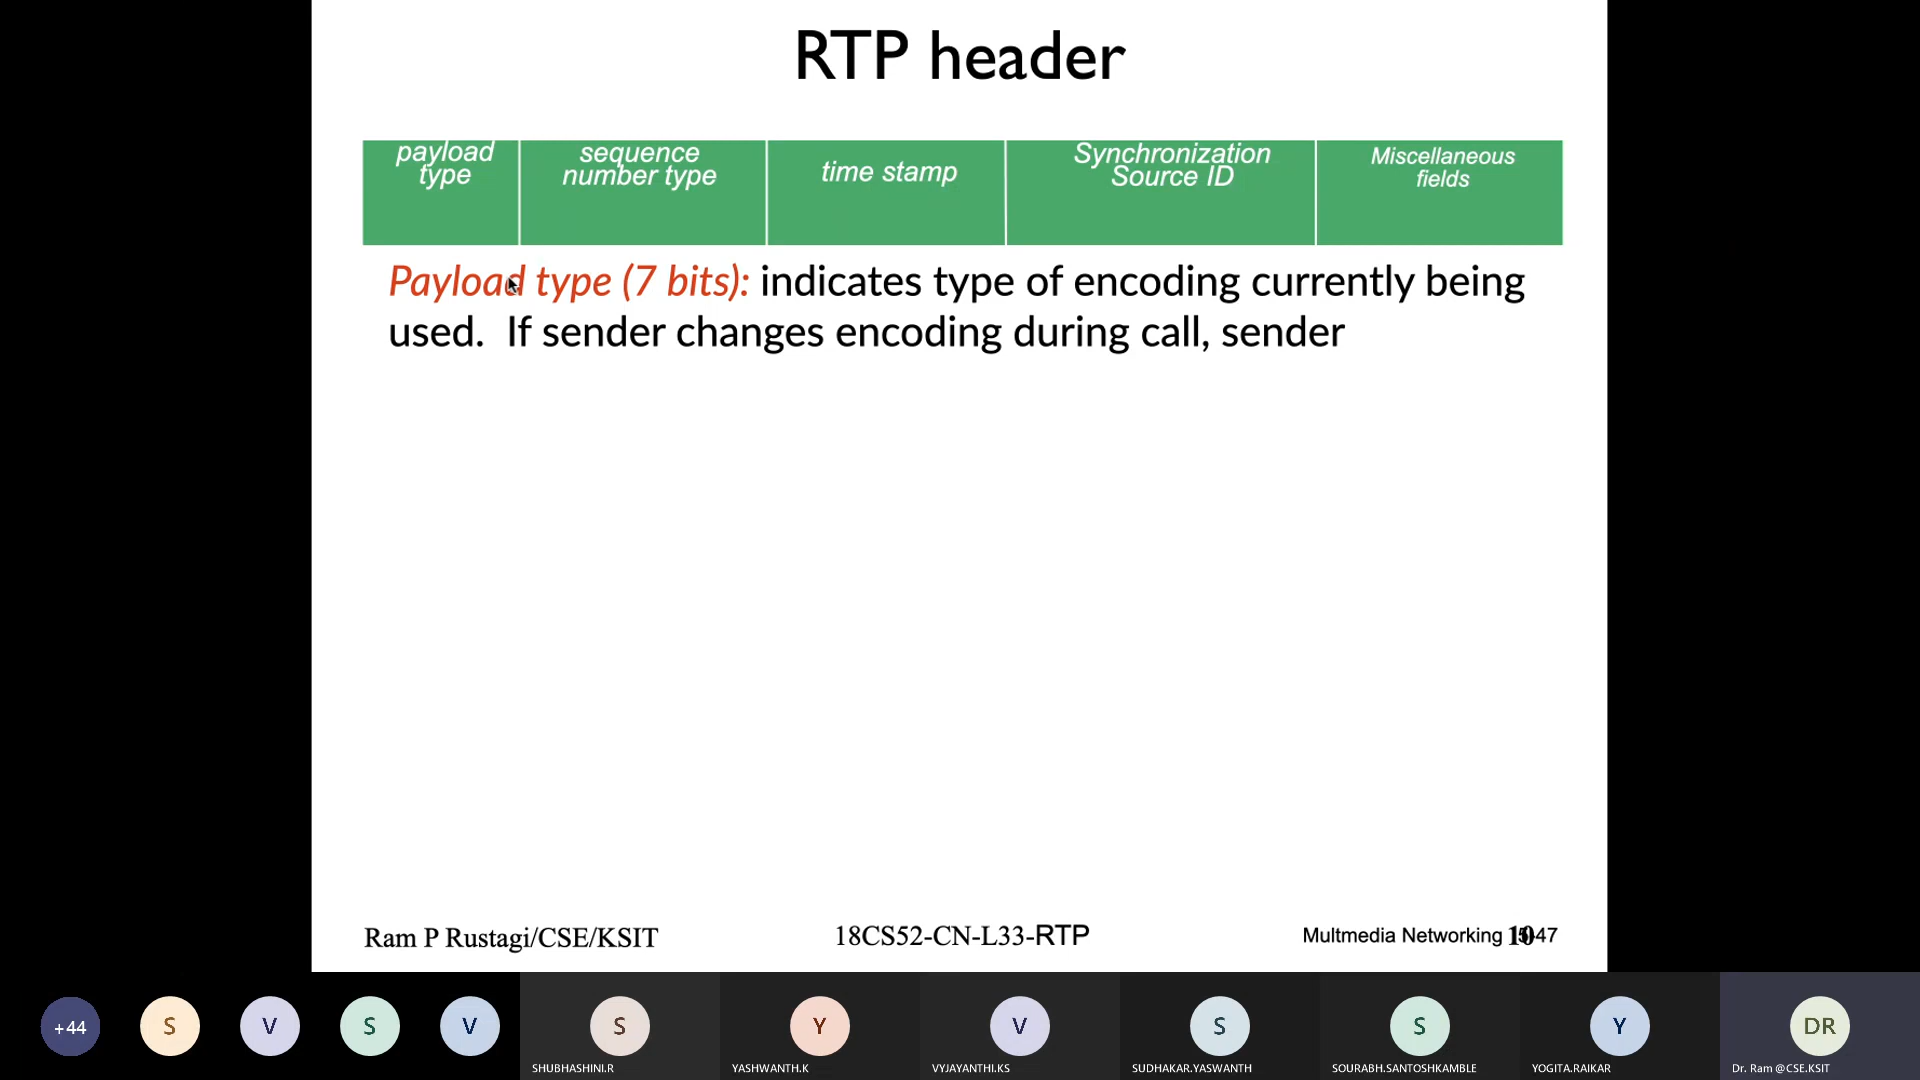 RTP header
payload
type
sequence
number type
time stamp
Synchronization
Source ID
Miscellaneous
fields
Payload type (7 bits): indicates type of encoding currently being
used. If sender changes encoding during call, sender
Ram P Rustagi/CSE/KSIT
18CS52-CN-L33-RTP
Multmedia Networking
+44
S
V
S
V
S
Y
V
S
S
Y
DR
SHUBHASHINI.R
YASHWANTH.K
VYJAYANTHI.KS
SUDHAKAR.YASWANTH
SOURABH.SANTOSHKAMBLE
YOGITA.RAIKAR
Dr. Ram @CSE.KSIT